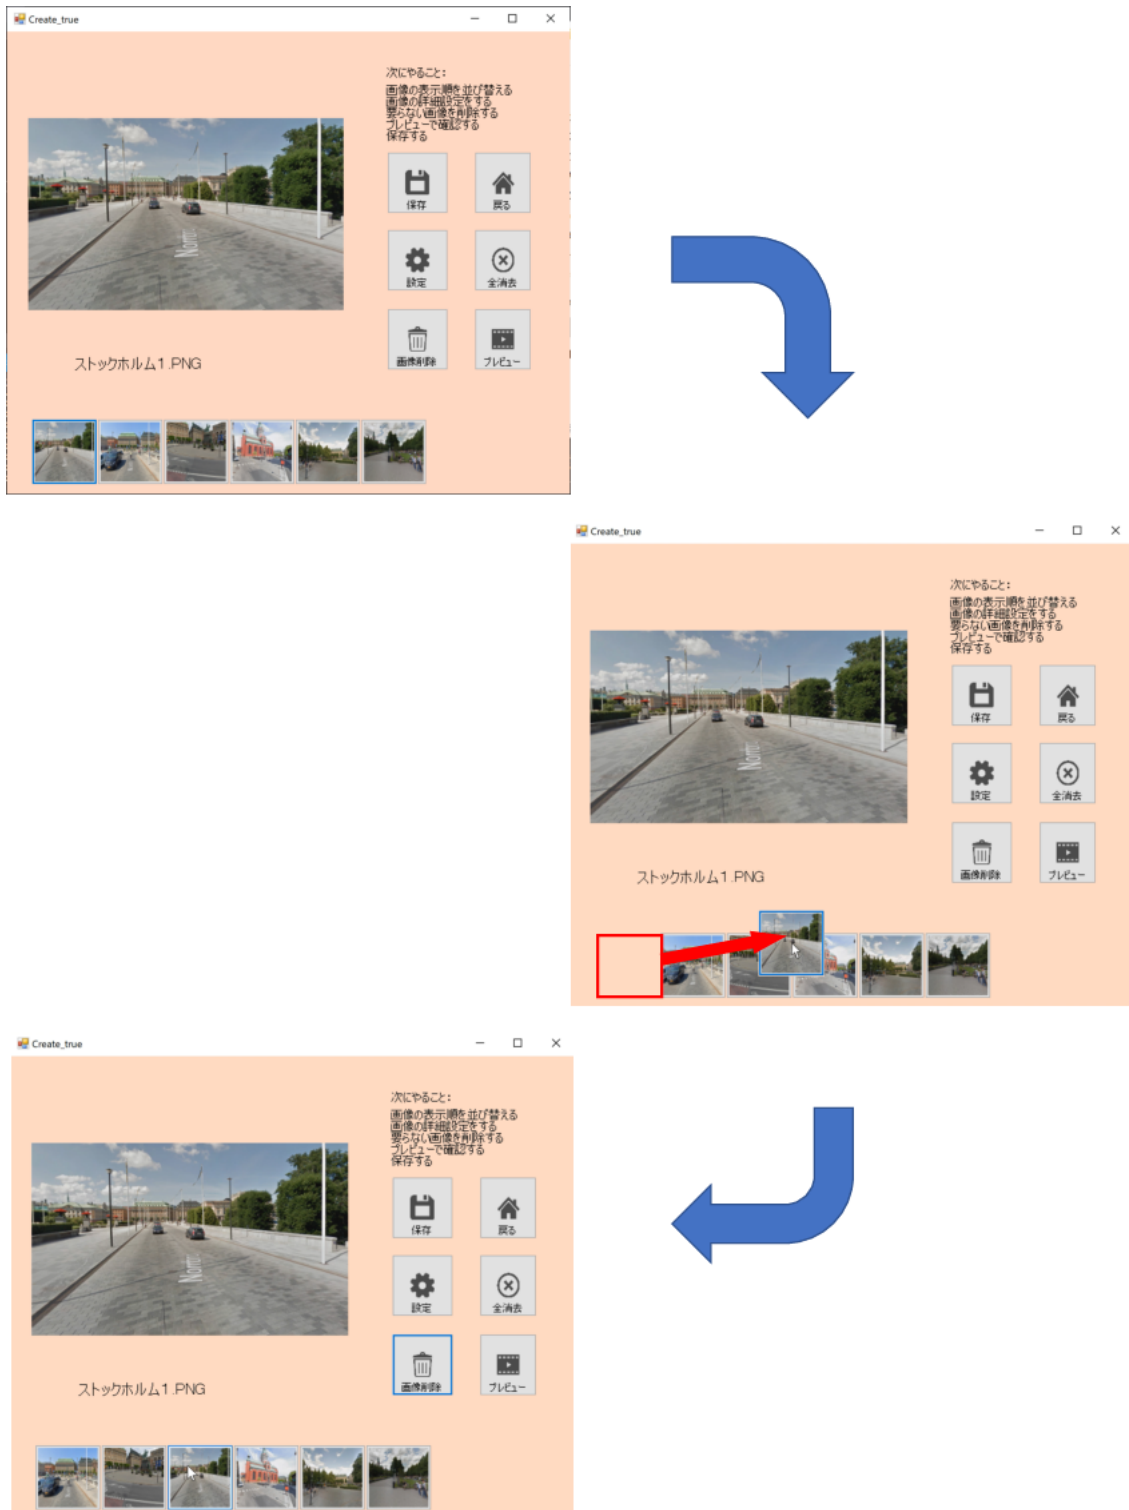 Create_true
次にやること:
画像の表示順を並び替える
画像の詳細設定をする
要らない画像を削除する
プレビューで確認する
保存する
保存
戻る
設定
全消去
画像削除
プレビュー
ストックホルム1.PNG
Create_true
次にやること:
画像の表示順を並び替える
画像の詳細設定をする
要らない画像を削除する
プレビューで確認する
保存する
保存
戻る
設定
全消去
画像削除
プレビュー
ストックホルム1.PNG
Create_true
次にやること:
画像の表示順を並び替える
画像の詳細設定をする
要らない画像を削除する
プレビューで確認する
保存する
保存
戻る
設定
全消去
画像削除
プレビュー
ストックホルム1.PNG